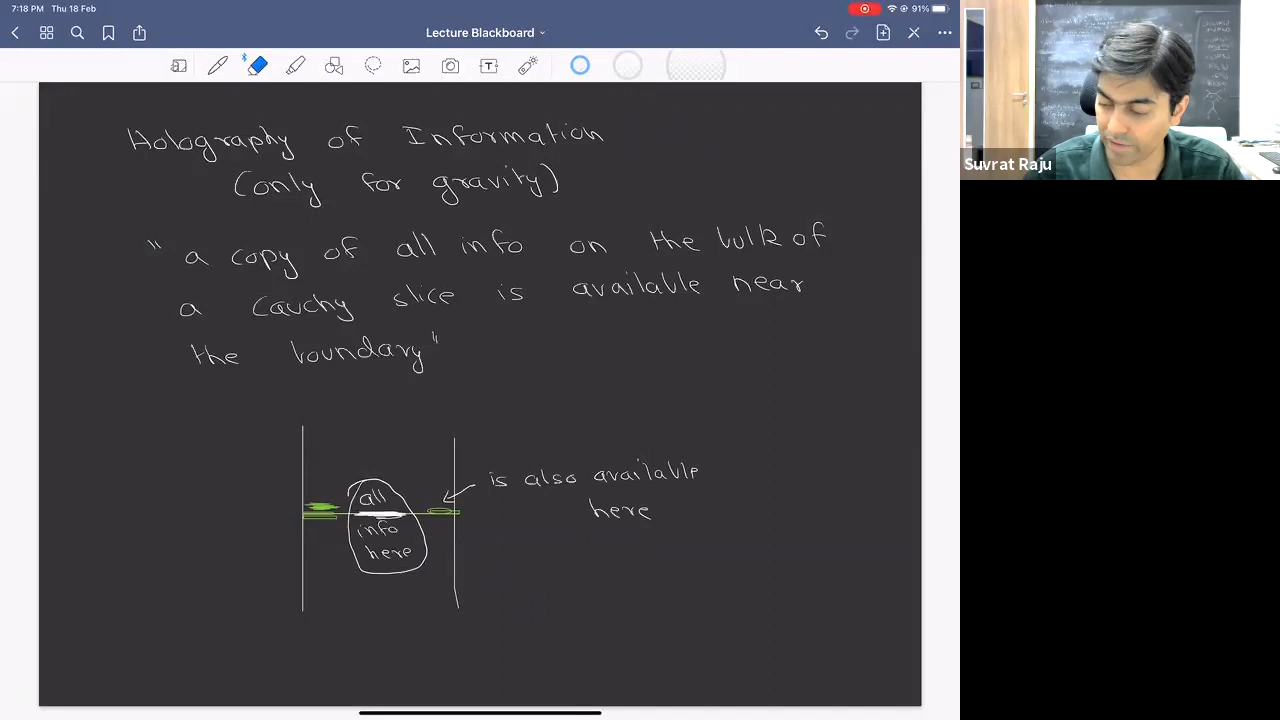 7:18 PM Thu 18 Feb
91%
Lecture Blackboard
Suvrat Raju
Holography of Information
(only for gravity)
" a copy of all info on the bulk of
a cauchy slice is available near
the boundary"
all
info
here
is also available
here